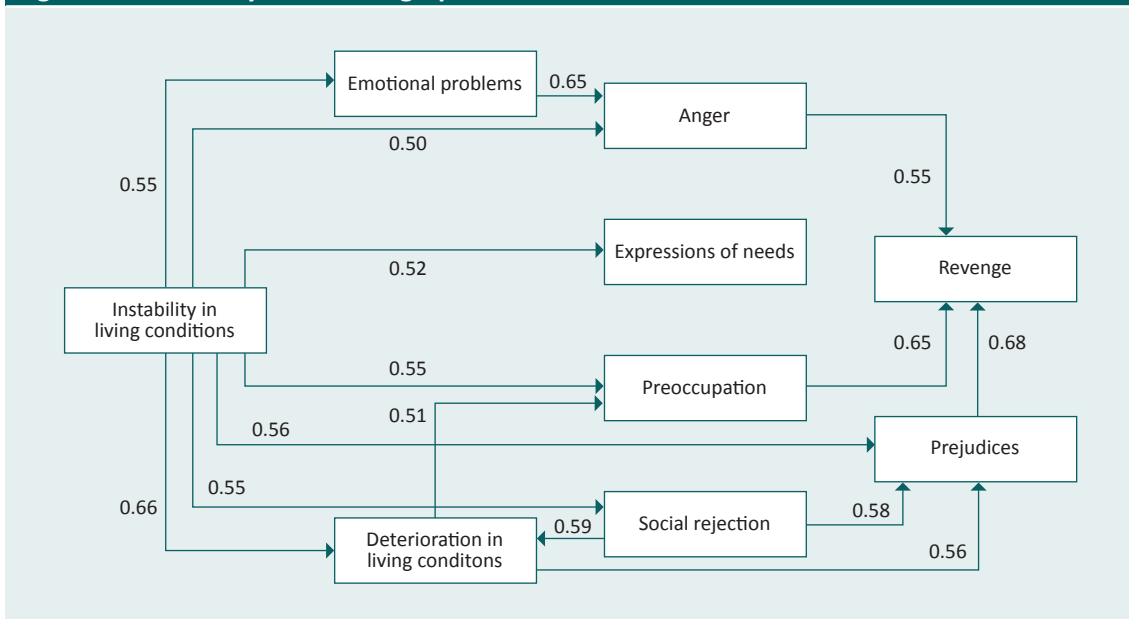 Emotional problems
0.65
Anger
0.50
0.55
0.55
Expressions of needs
0.52
Revenge
Instability in
living conditions
0.55
0.65
0.68
Preoccupation
0.51
0.56
Prejudices
0.55
0.66
Social rejection
0.58
0.59
Deterioration in
living conditons
0.56